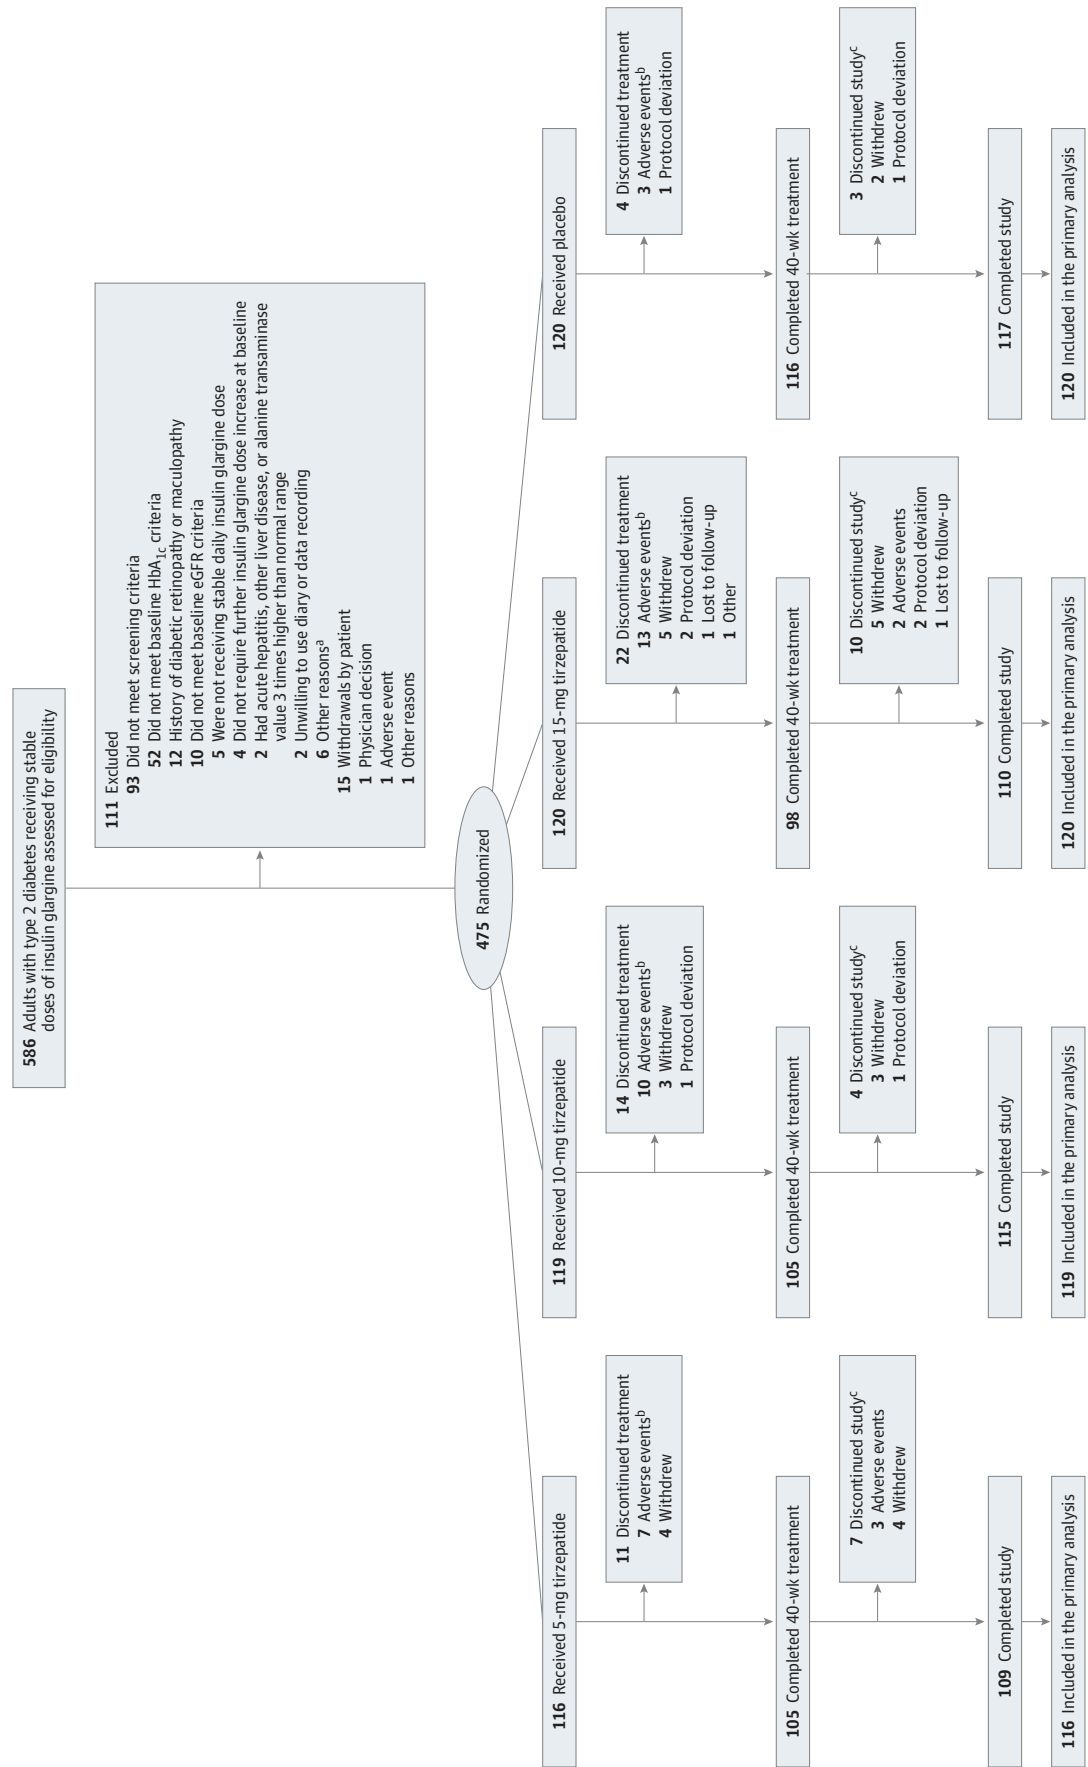 586 Adults with type 2 diabetes receiving stable
doses of insulin glargine assessed for eligibility
111 Excluded
93 Did not meet screening criteria
52 Did not meet baseline HbA1c criteria
12 History of diabetic retinopathy or maculopathy
10 Did not meet baseline eGFR criteria
5 Were not receiving stable daily insulin glargine dose
4 Did not require further insulin glargine dose increase at baseline
2 Had acute hepatitis, other liver disease, or alanine transaminase
value 3 times higher than normal range
2 Unwilling to use diary or data recording
6 Other reasonsa
15 Withdrawals by patient
1 Physician decision
1 Adverse event
1 Other reasons
475 Randomized
116 Received 5-mg tirzepatide
11 Discontinued treatment
7 Adverse eventsb
4 Withdrew
105 Completed 40-wk treatment
7 Discontinued studyc
3 Adverse events
4 Withdrew
109 Completed study
116 Included in the primary analysis
119 Received 10-mg tirzepatide
14 Discontinued treatment
10 Adverse eventsb
3 Withdrew
1 Protocol deviation
105 Completed 40-wk treatment
4 Discontinued studyc
3 Withdrew
1 Protocol deviation
115 Completed study
119 Included in the primary analysis
120 Received 15-mg tirzepatide
22 Discontinued treatment
13 Adverse eventsb
5 Withdrew
2 Protocol deviation
1 Lost to follow-up
1 Other
98 Completed 40-wk treatment
10 Discontinued studyc
5 Withdrew
2 Adverse events
2 Protocol deviation
1 Lost to follow-up
110 Completed study
120 Included in the primary analysis
120 Received placebo
4 Discontinued treatment
3 Adverse eventsb
1 Protocol deviation
116 Completed 40-wk treatment
3 Discontinued studyc
2 Withdrew
1 Protocol deviation
117 Completed study
120 Included in the primary analysis